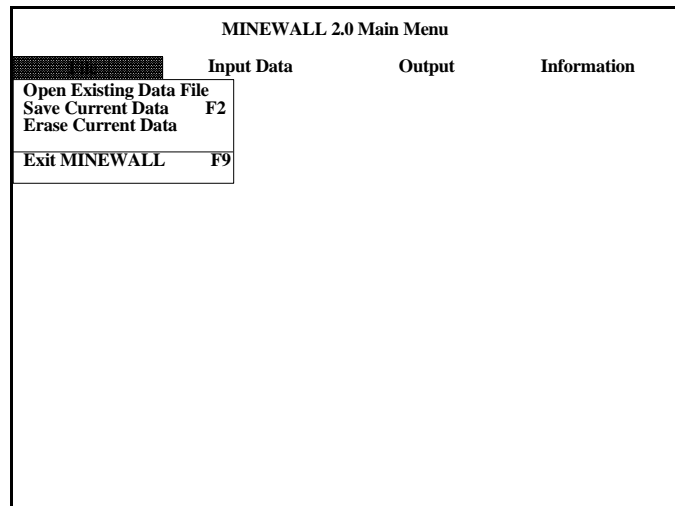 MINEWALL 2.0 Main Menu
File Input Data Output Information
Open Existing Data File
Save Current Data F2
Erase Current Data
Exit MINEWALL F9